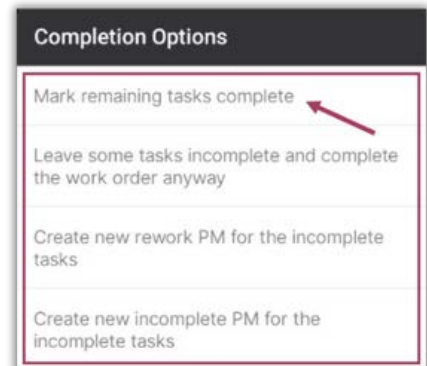 Completion Options
Mark remaining tasks complete
Leave some tasks incomplete and complete
the work order anyway
Create new rework PM for the incomplete
tasks
Create new incomplete PM for the
incomplete tasks